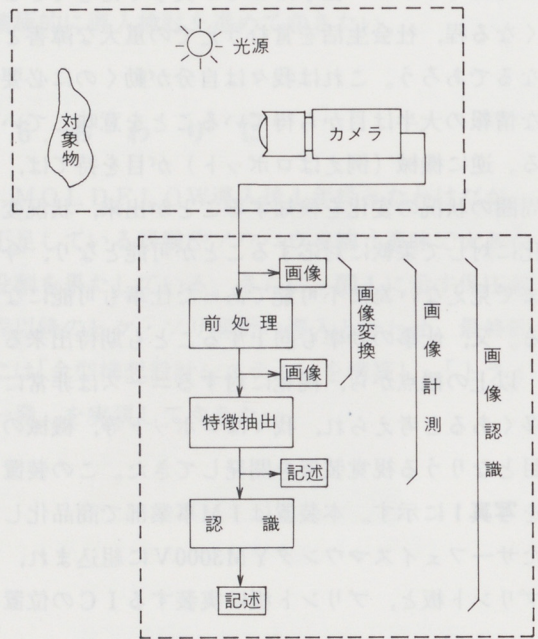 光源
対象物
カメラ
画像
前処理
画像
特徴抽出
記述
認識
記述
画像変換
画像計測
画像認識